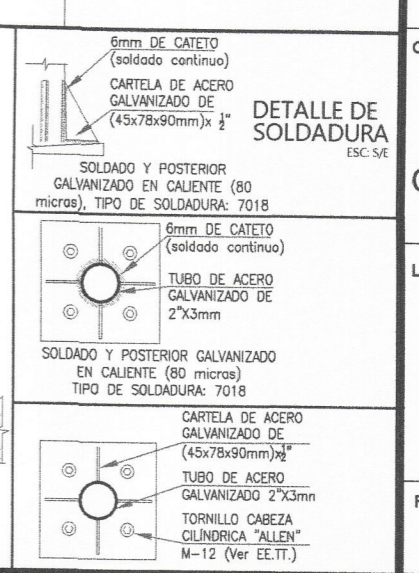 6mm DE CATETO
(soldado continuo)
CARTELA DE ACERO
GALVANIZADO DE
(45x78x90mm)x ½"
DETALLE DE
SOLDADURA
ESC: S/E
SOLDADO Y POSTERIOR
GALVANIZADO EN CALIENTE (80
micras), TIPO DE SOLDADURA: 7018
6mm DE CATETO
(soldado continuo)
TUBO DE ACERO
GALVANIZADO DE
2"X3mm
SOLDADO Y POSTERIOR GALVANIZADO
EN CALIENTE (80 micras)
TIPO DE SOLDADURA: 7018
CARTELA DE ACERO
GALVANIZADO DE
(45x78x90mm)x½"
TUBO DE ACERO
GALVANIZADO 2"X3mm
TORNILLO CABEZA
CILÍNDRICA "ALLEN"
M-12 (Ver EE.TT.)